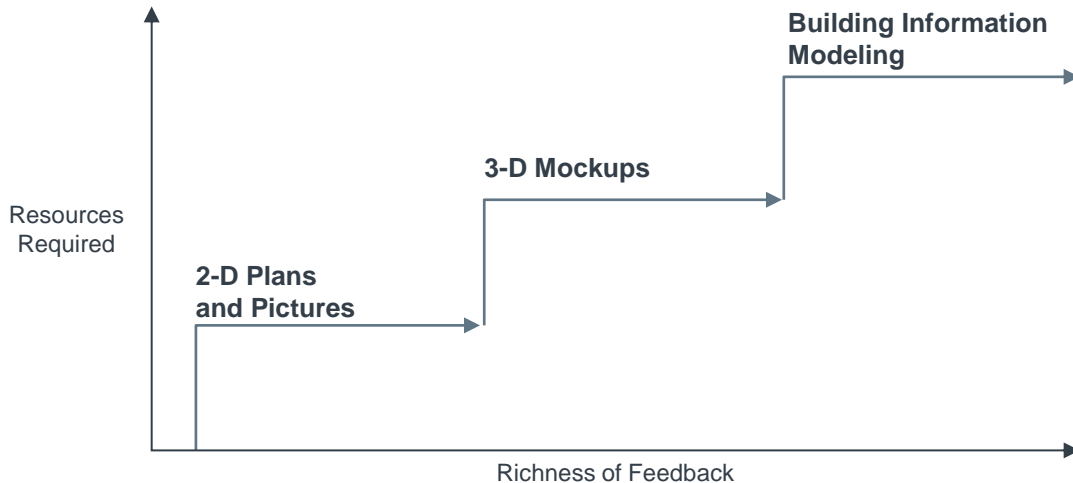 Building Information
Modeling
3-D Mockups
Resources
Required
2-D Plans
and Pictures
Richness of Feedback